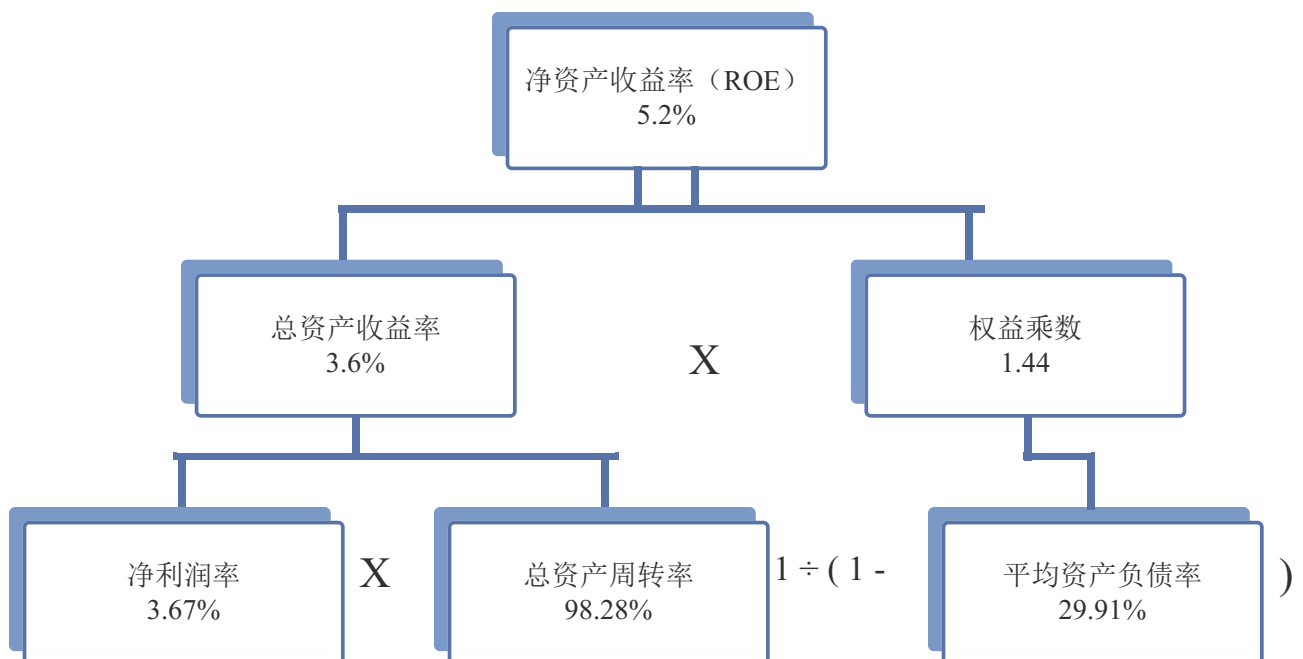 净资产收益率（ROE）
5.2%
总资产收益率
3.6%
X
权益乘数
1.44
净利润率
3.67%
X
总资产周转率
98.28%
1 ÷ ( 1 -
平均资产负债率
29.91%
)